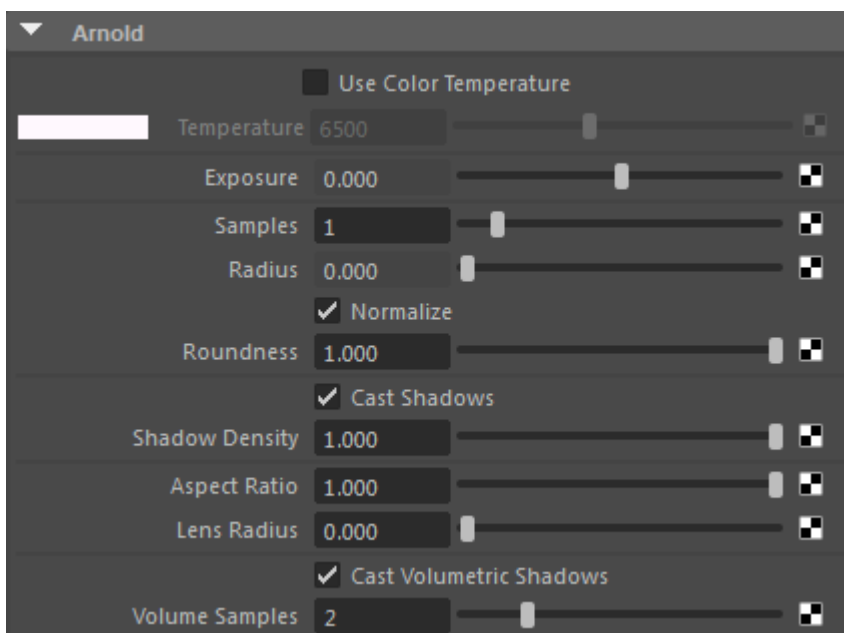 Arnold
Use Color Temperature
Temperature 6500
Exposure 0.000
Samples 1
Radius 0.000
Normalize
Roundness 1.000
Cast Shadows
Shadow Density 1.000
Aspect Ratio 1.000
Lens Radius 0.000
Cast Volumetric Shadows
Volume Samples 2